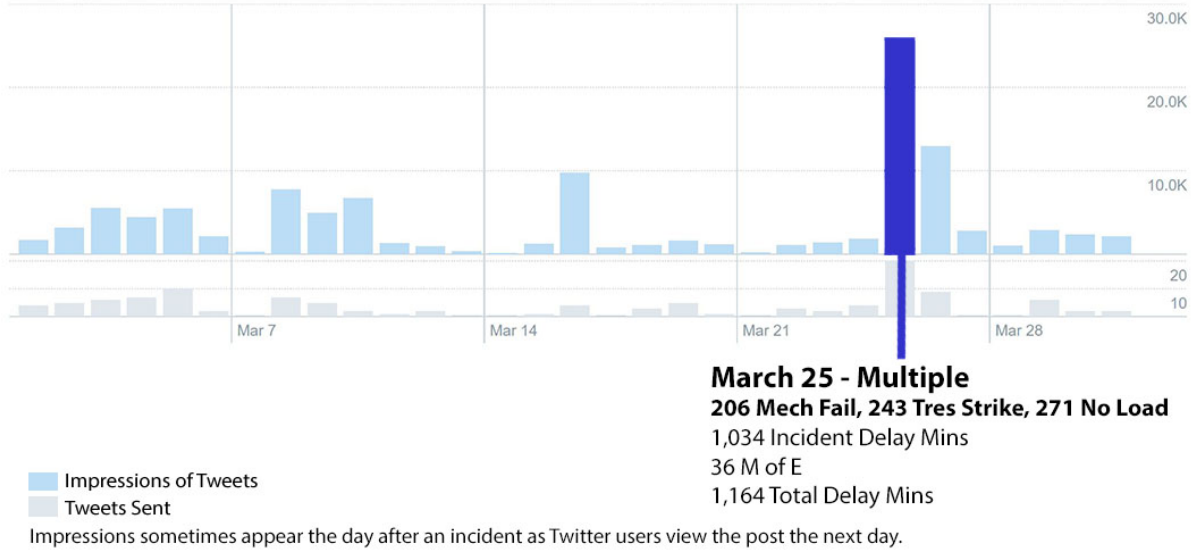 30.0K
20.0K
10.0K
20
10
Mar 7 Mar 14 Mar 21 Mar 28
March 25 - Multiple
206 Mech Fail, 243 Tres Strike, 271 No Load
1,034 Incident Delay Mins
36 M of E
1,164 Total Delay Mins
Impressions of Tweets
Tweets Sent
Impressions sometimes appear the day after an incident as Twitter users view the post the next day.